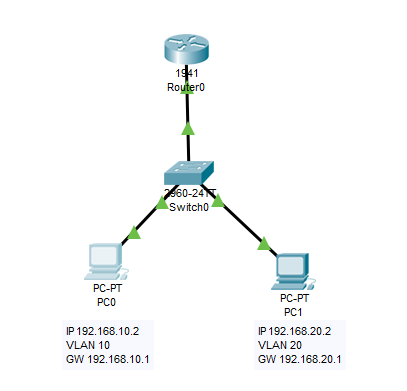 1941
Router0
2960-24TT
Switch0
PC-PT
PC0
PC-PT
PC1
IP 192.168.10.2
VLAN 10
GW 192.168.10.1
IP 192.168.20.2
VLAN 20
GW 192.168.20.1